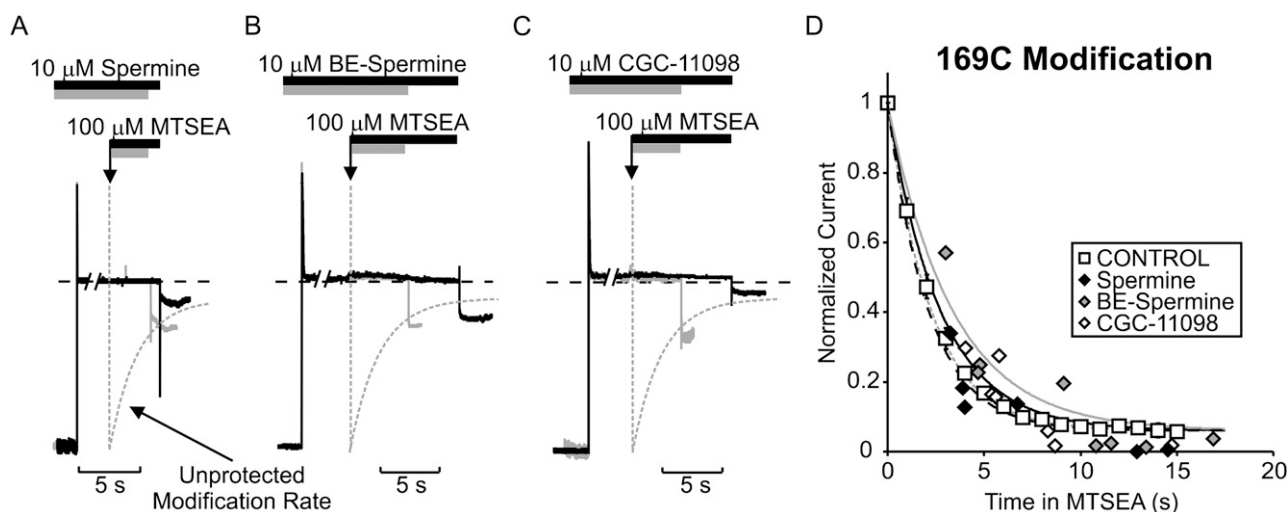 A
10 μM Spermine
100 μM MTSEA
5 s
Unprotected
Modification Rate
B
10 μM BE-Spermine
100 μM MTSEA
5 s
C
10 μM CGC-11098
100 μM MTSEA
5 s
D
169C Modification
Normalized Current
1
0.8
0.6
0.4
0.2
0
0
5
10
15
20
Time in MTSEA (s)
CONTROL
Spermine
BE-Spermine
CGC-11098